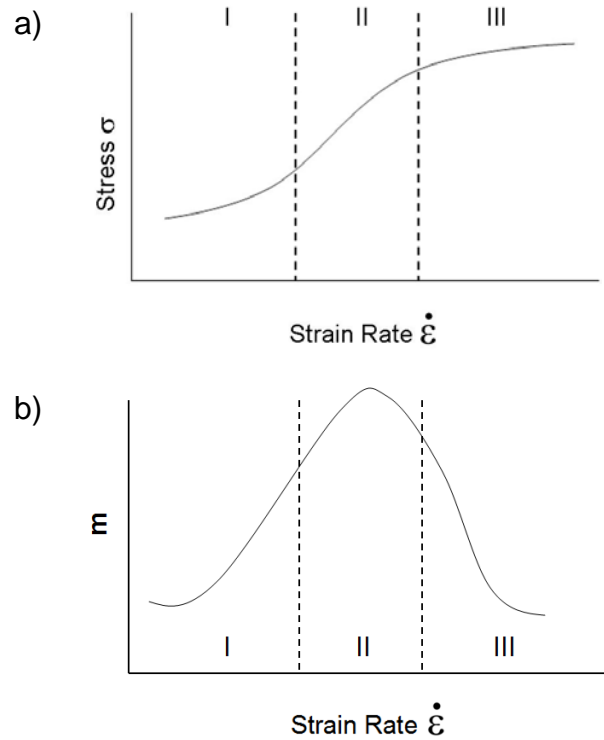 a)
I II III
Stress σ
Strain Rate ε̇
b)
m
I II III
Strain Rate ε̇